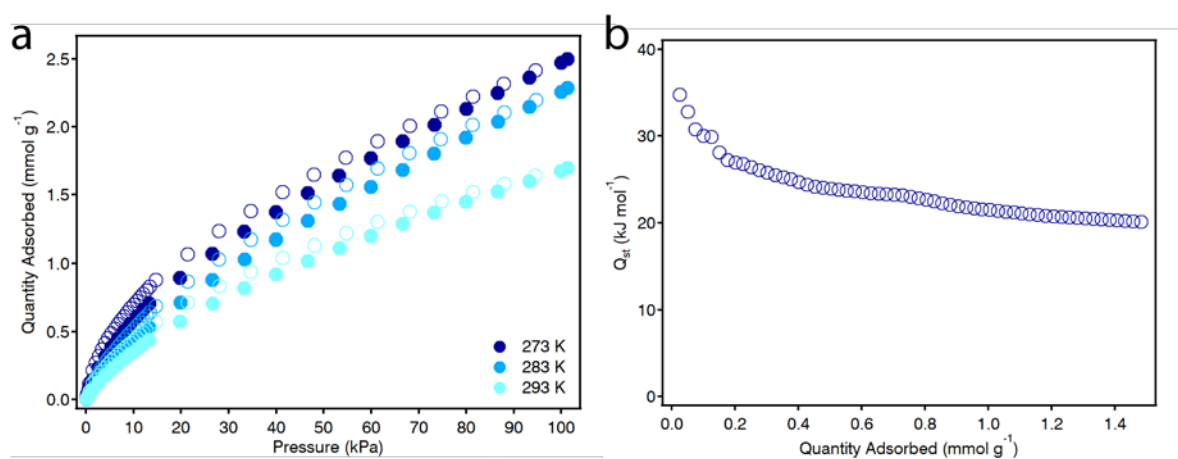 a
Quantity Adsorbed (mmol g⁻¹)
2.5
2.0
1.5
1.0
0.5
0.0
0 10 20 30 40 50 60 70 80 90 100
Pressure (kPa)
273 K
283 K
293 K
b
Qst (kJ mol⁻¹)
40
30
20
10
0
0.0 0.2 0.4 0.6 0.8 1.0 1.2 1.4
Quantity Adsorbed (mmol g⁻¹)